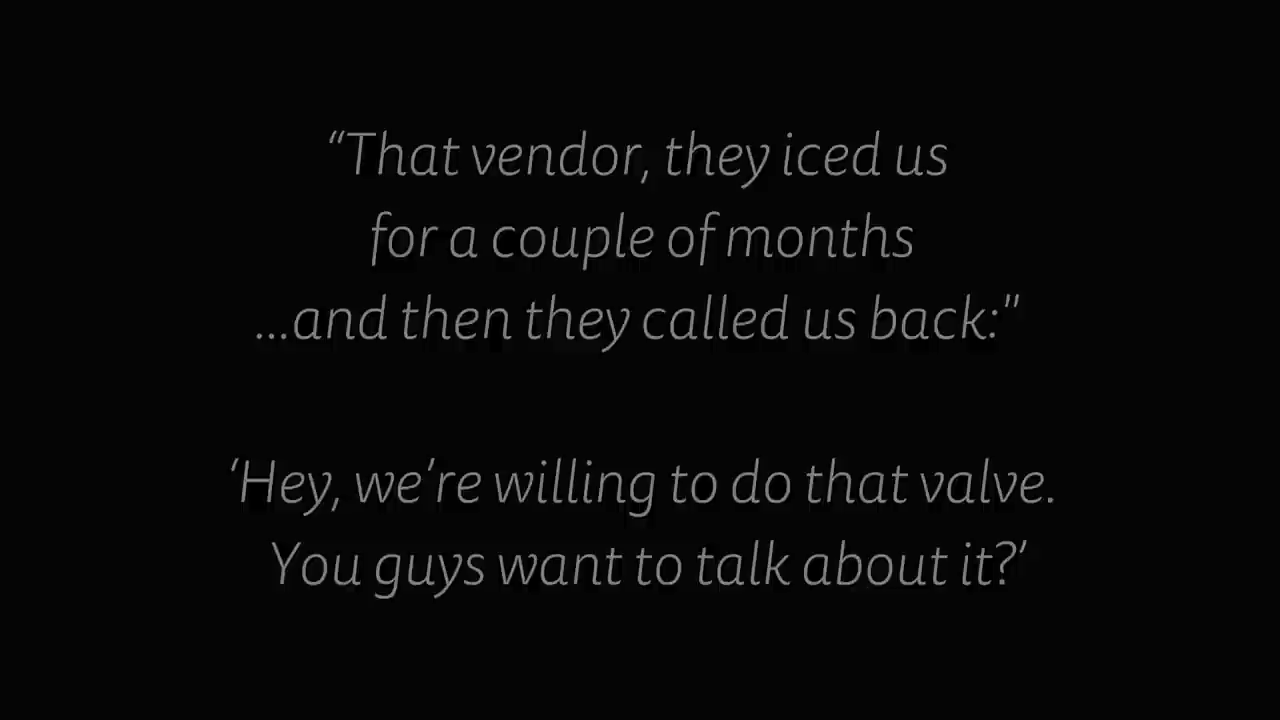 “That vendor, they iced us
for a couple of months
...and then they called us back:"
‘Hey, we’re willing to do that valve.
You guys want to talk about it?’